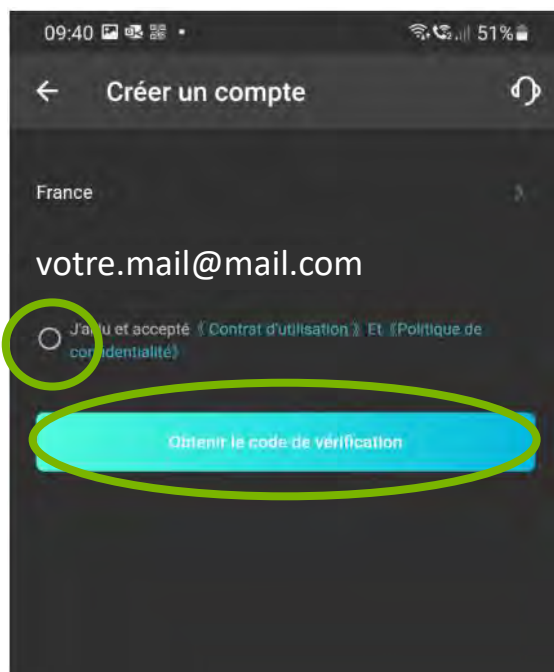 09:40 51%
Créer un compte
France
votre.mail@mail.com
J'ai lu et accepté 《 Contrat d'utilisation 》 Et 《Politique de
confidentialité》
Obtenir le code de vérification